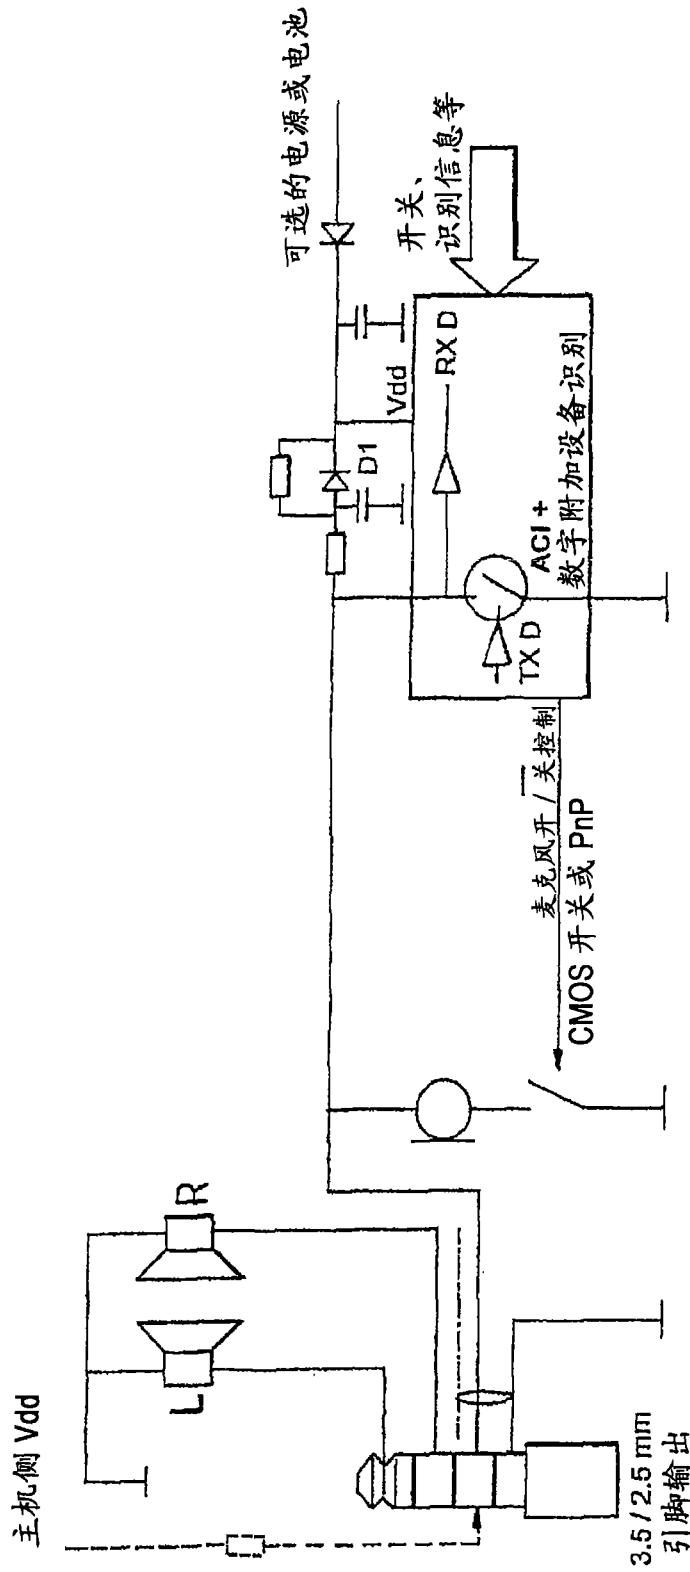 主机侧 Vdd
L
R
3.5 / 2.5 mm
引脚输出
可选的电源或电池
D1
Vdd
开关、
识别信息等
RX D
TX D
ACI +
数字附加设备识别
麦克风开 / 关控制
CMOS 开关或 PnP